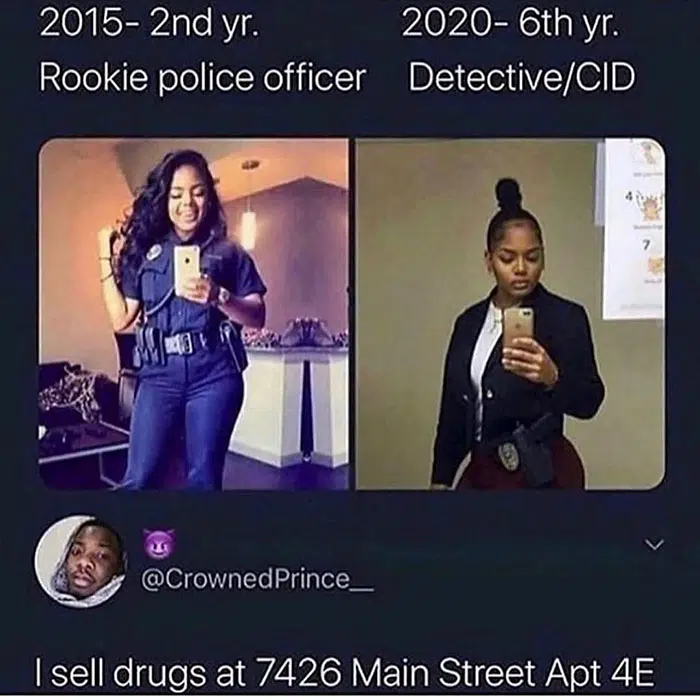 2015- 2nd yr. 2020- 6th yr.
Rookie police officer Detective/CID
4
7
@CrownedPrince__
I sell drugs at 7426 Main Street Apt 4E